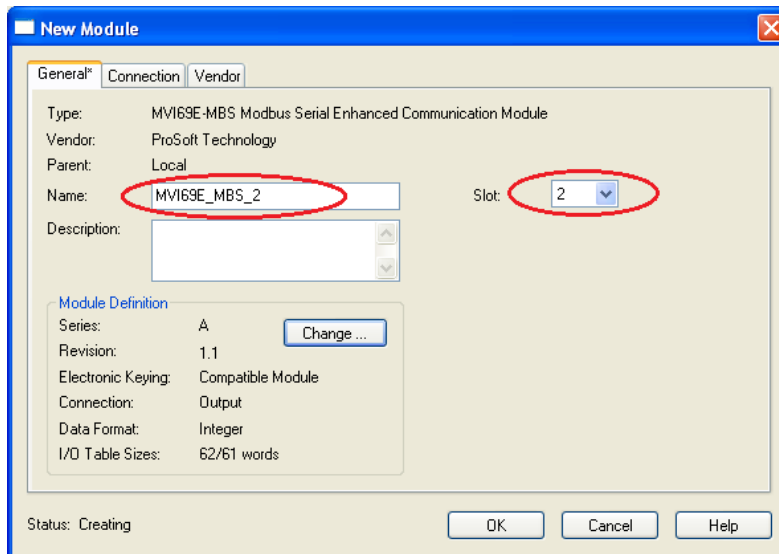 New Module
General* Connection Vendor
Type: MVI69E-MBS Modbus Serial Enhanced Communication Module
Vendor: ProSoft Technology
Parent: Local
Name: MVI69E_MBS_2 Slot: 2
Description:
Module Definition
Series: A Change ...
Revision: 1.1
Electronic Keying: Compatible Module
Connection: Output
Data Format: Integer
I/O Table Sizes: 62/61 words
Status: Creating OK Cancel Help